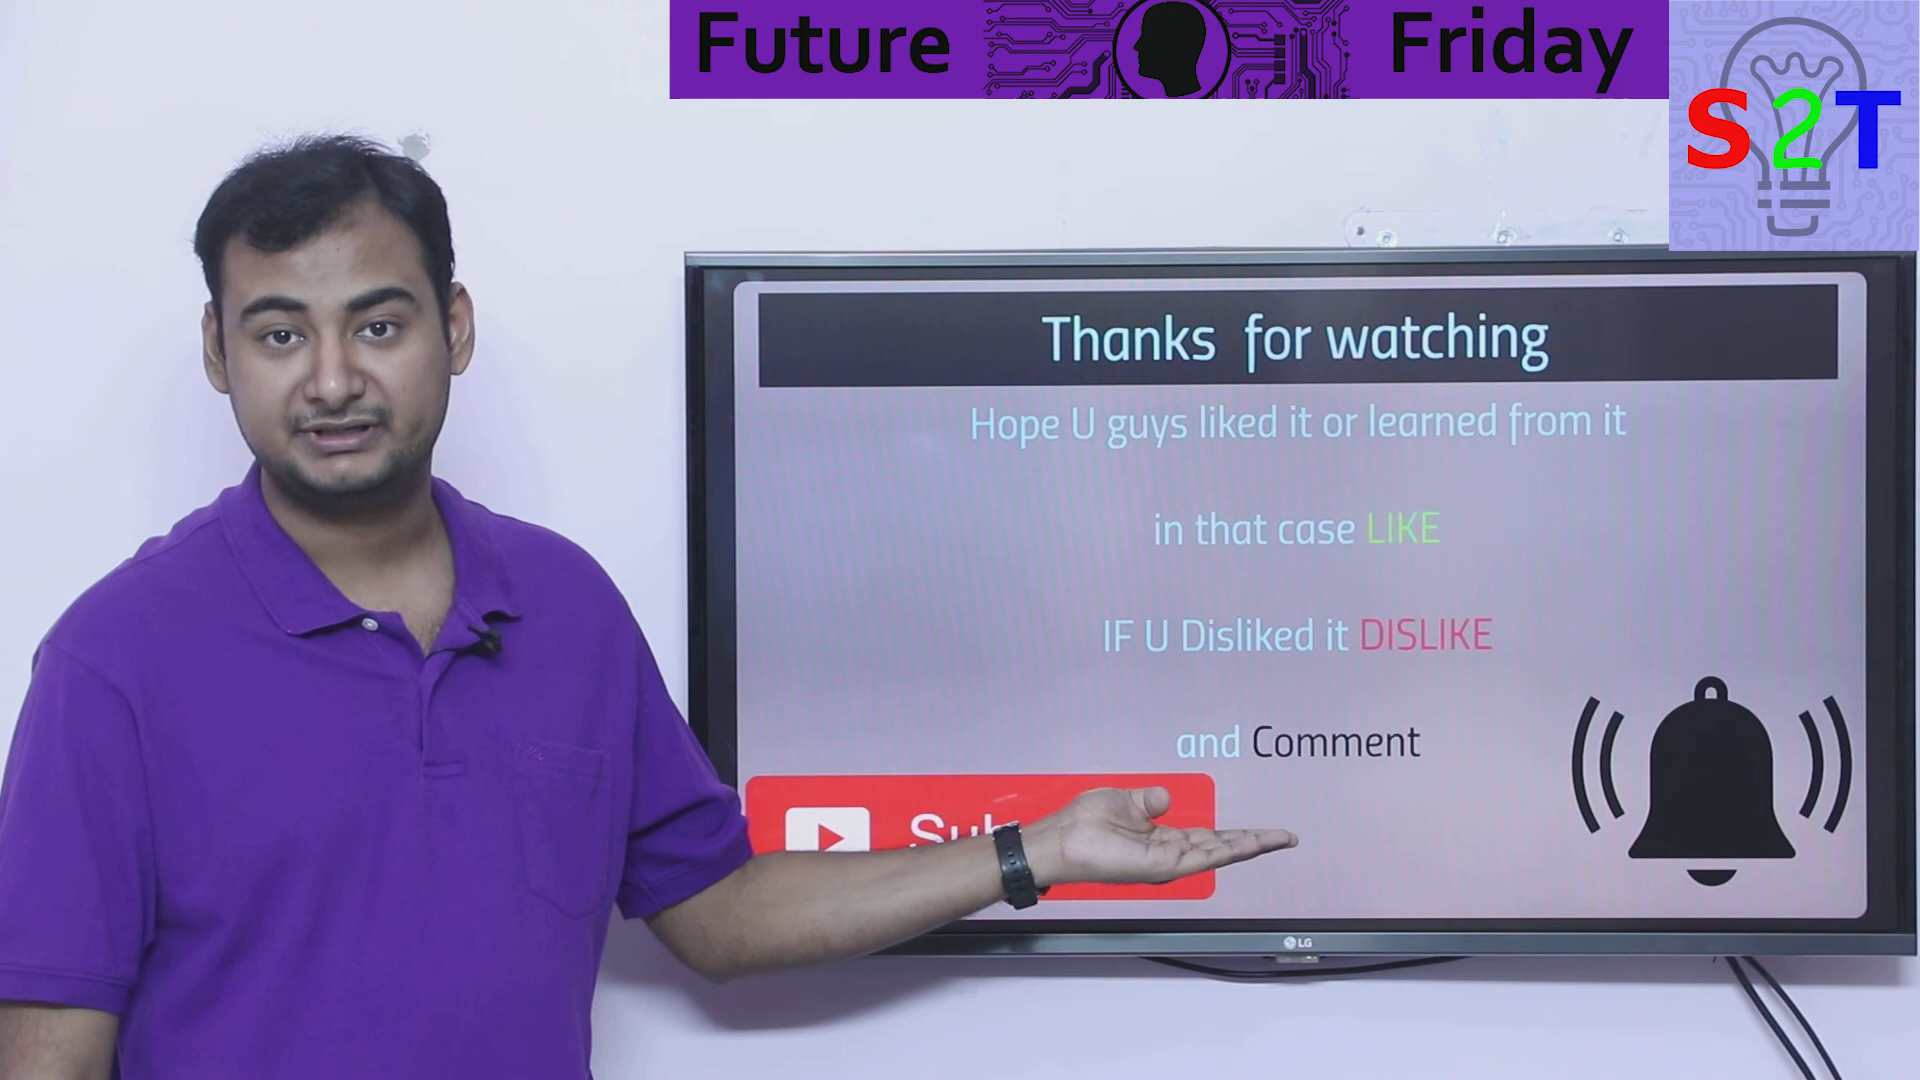 Future Friday
S2T
Thanks for watching
Hope U guys liked it or learned from it
in that case LIKE
IF U Disliked it DISLIKE
and Comment
LG